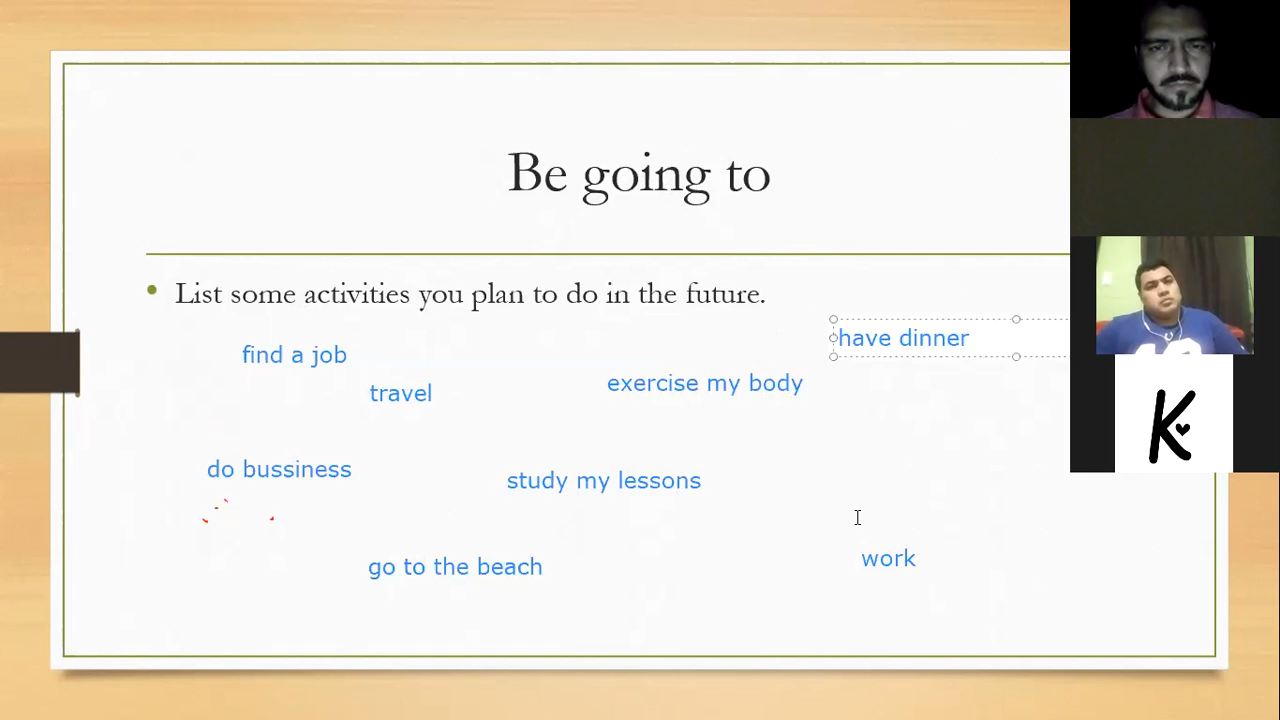 Be going to
List some activities you plan to do in the future.
have dinner
find a job
exercise my body
travel
do bussiness
study my lessons
work
go to the beach
K